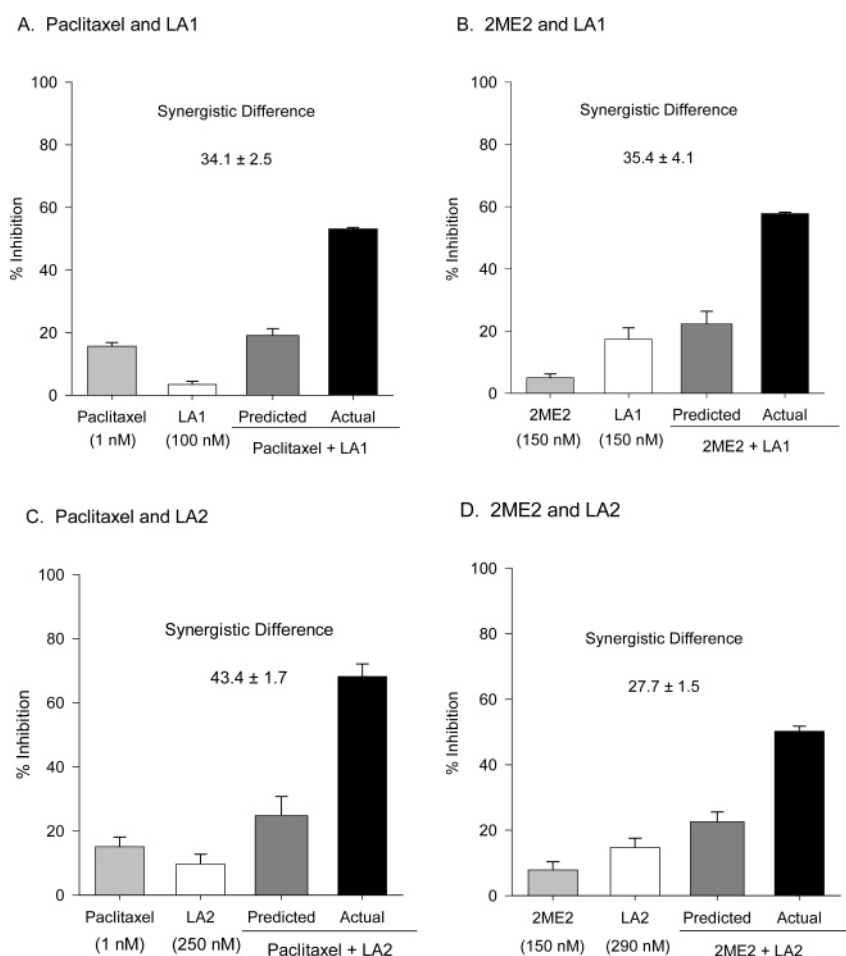 A. Paclitaxel and LA1
100
80
60
40
20
0
% Inhibition
Synergistic Difference
34.1 ± 2.5
Paclitaxel LA1 Predicted Actual
(1 nM) (100 nM)
Paclitaxel + LA1
B. 2ME2 and LA1
100
80
60
40
20
0
% Inhibition
Synergistic Difference
35.4 ± 4.1
2ME2 LA1 Predicted Actual
(150 nM) (150 nM)
2ME2 + LA1
C. Paclitaxel and LA2
100
80
60
40
20
0
% Inhibition
Synergistic Difference
43.4 ± 1.7
Paclitaxel LA2 Predicted Actual
(1 nM) (250 nM)
Paclitaxel + LA2
D. 2ME2 and LA2
100
80
60
40
20
0
% Inhibition
Synergistic Difference
27.7 ± 1.5
2ME2 LA2 Predicted Actual
(150 nM) (290 nM)
2ME2 + LA2